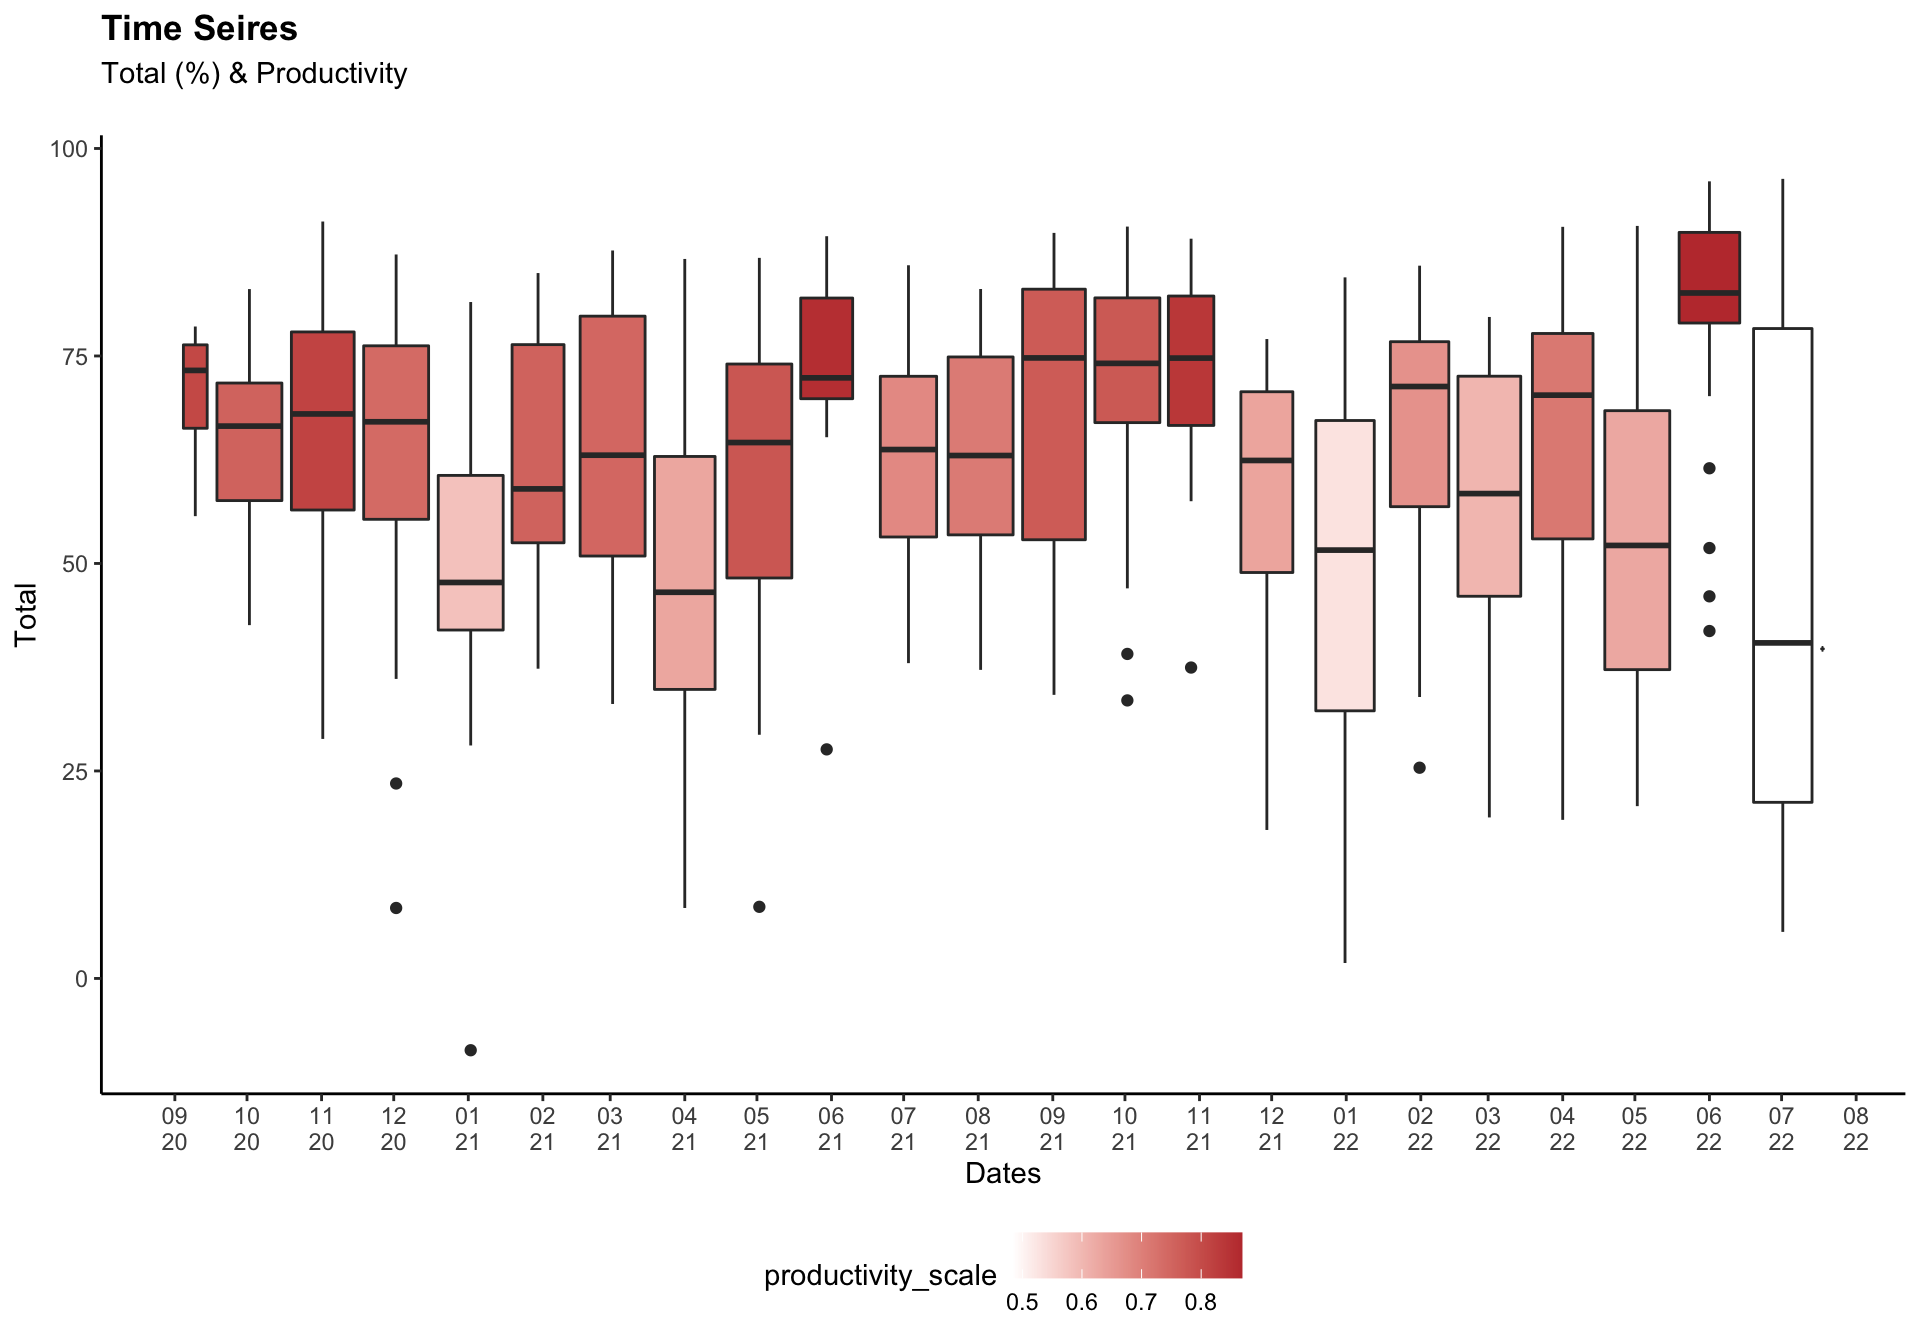 Time Seires
Total (%) & Productivity
100
75
50
25
0
Total
09 10 11 12 01 02 03 04 05 06 07 08 09 10 11 12 01 02 03 04 05 06 07 08
20 20 20 20 21 21 21 21 21 21 21 21 21 21 21 21 22 22 22 22 22 22 22 22
Dates
productivity_scale
0.5 0.6 0.7 0.8